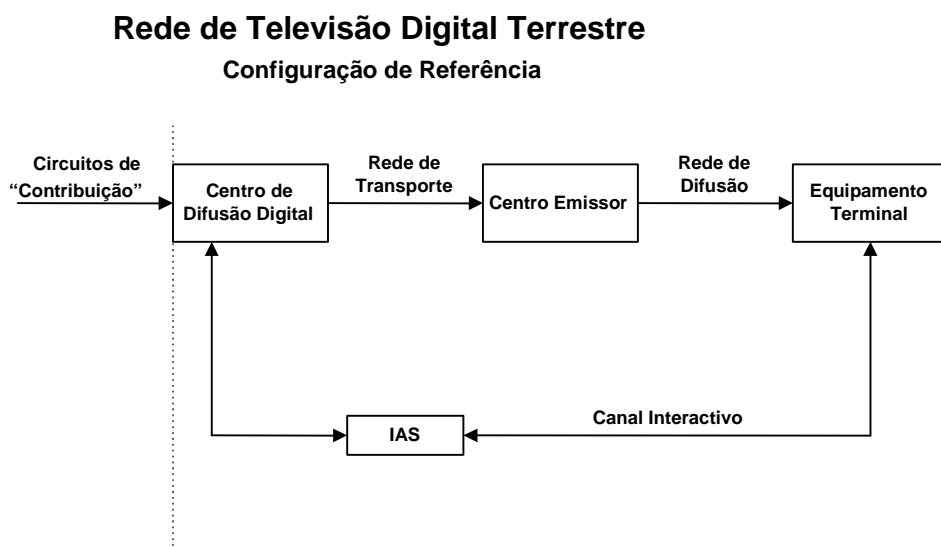 Rede de Televisão Digital Terrestre
Configuração de Referência
Circuitos de
“Contribuição”
Centro de
Difusão Digital
Rede de
Transporte
Centro Emissor
Rede de
Difusão
Equipamento
Terminal
IAS
Canal Interactivo